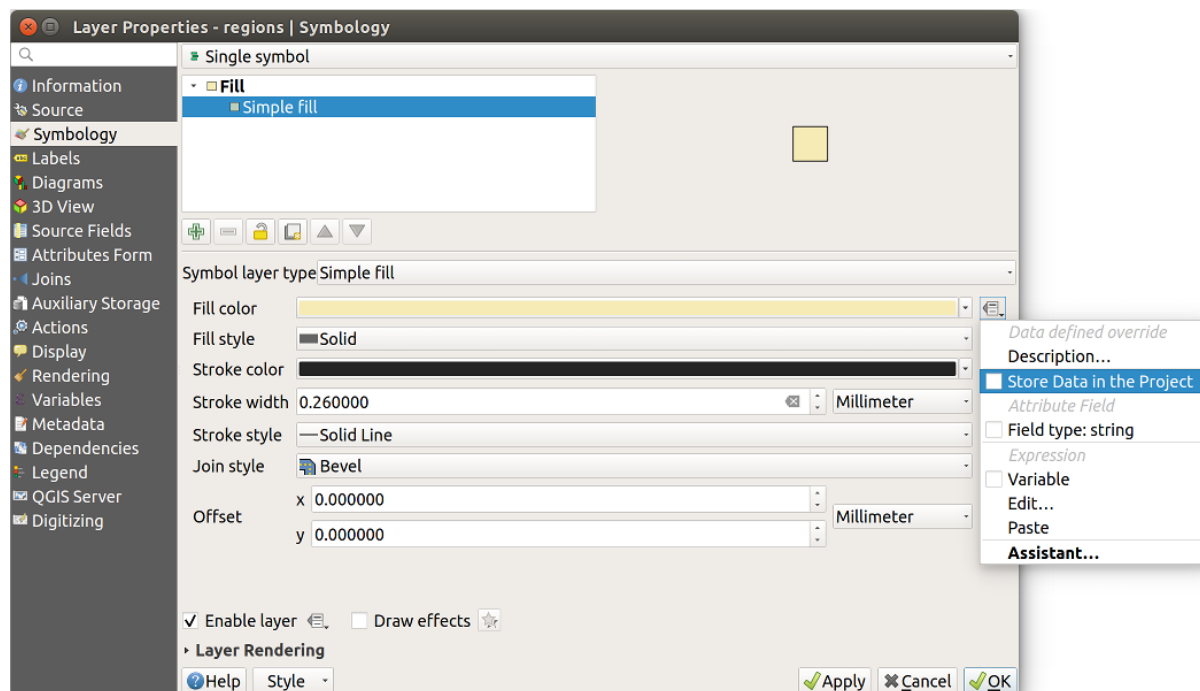 Layer Properties - regions | Symbology
Information
Source
Symbology
Labels
Diagrams
3D View
Source Fields
Attributes Form
Joins
Auxiliary Storage
Actions
Display
Rendering
Variables
Metadata
Dependencies
Legend
QGIS Server
Digitizing
Single symbol
Fill
Simple fill
Symbol layer type Simple fill
Fill color
Fill style Solid
Stroke color
Stroke width 0.260000 Millimeter
Stroke style Solid Line
Join style Bevel
Offset
x 0.000000
y 0.000000
Millimeter
Data defined override
Description...
Store Data in the Project
Attribute Field
Field type: string
Expression
Variable
Edit...
Paste
Assistant...
Enable layer
Draw effects
Layer Rendering
Help
Style
Apply
Cancel
OK